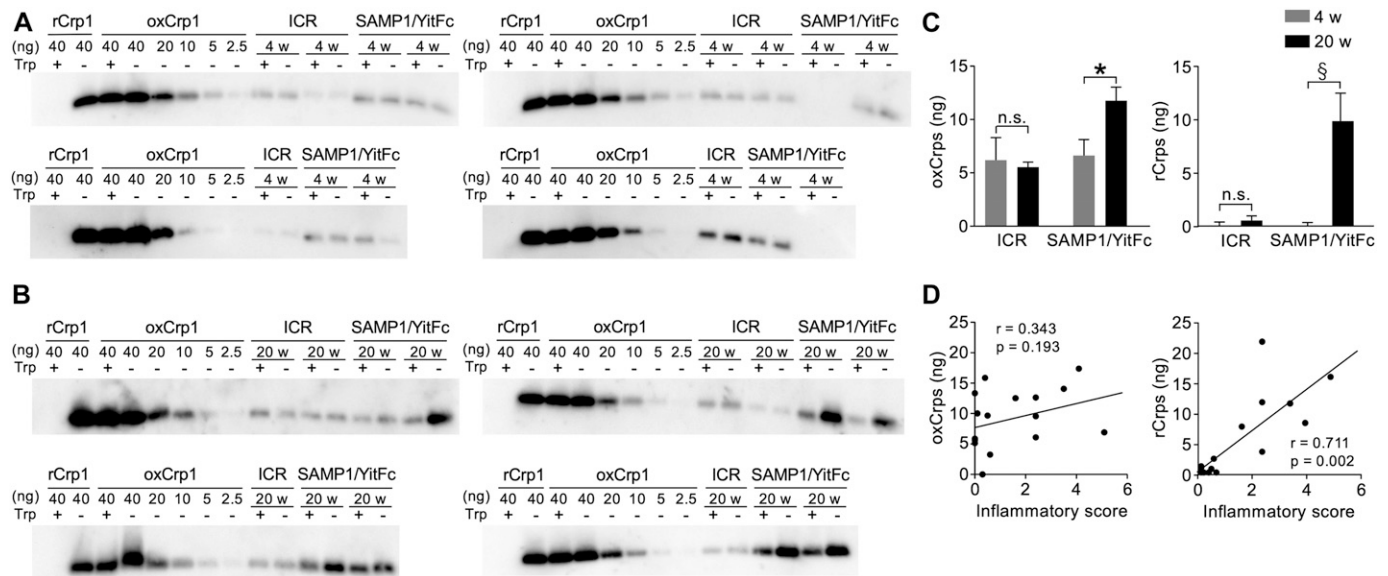 A
rCrp1 oxCrp1 ICR SAMP1/YitFc
(ng) 40 40 40 40 20 10 5 2.5 4 w 4 w 4 w 4 w
Trp + - + - - - - - + - + - + - + -
rCrp1 oxCrp1 ICR SAMP1/YitFc
(ng) 40 40 40 40 20 10 5 2.5 4 w 4 w 4 w 4 w
Trp + - + - - - - - + - + - + - + -
rCrp1 oxCrp1 ICR SAMP1/YitFc
(ng) 40 40 40 40 20 10 5 2.5 4 w 4 w 4 w
Trp + - + - - - - - + - + - + -
rCrp1 oxCrp1 ICR SAMP1/YitFc
(ng) 40 40 40 40 20 10 5 2.5 4 w 4 w 4 w
Trp + - + - - - - - + - + - + -
B
rCrp1 oxCrp1 ICR SAMP1/YitFc
(ng) 40 40 40 40 20 10 5 2.5 20 w 20 w 20 w 20 w
Trp + - + - - - - - + - + - + - + -
rCrp1 oxCrp1 ICR SAMP1/YitFc
(ng) 40 40 40 40 20 10 5 2.5 20 w 20 w 20 w 20 w
Trp + - + - - - - - + - + - + - + -
rCrp1 oxCrp1 ICR SAMP1/YitFc
(ng) 40 40 40 40 20 10 5 2.5 20 w 20 w 20 w
Trp + - + - - - - - + - + - + -
rCrp1 oxCrp1 ICR SAMP1/YitFc
(ng) 40 40 40 40 20 10 5 2.5 20 w 20 w 20 w
Trp + - + - - - - - + - + - + -
C
4 w
20 w
oxCrps (ng)
15
10
5
0
n.s.
*
ICR SAMP1/YitFc
rCrps (ng)
15
10
5
0
n.s.
§
ICR SAMP1/YitFc
D
oxCrps (ng)
25
20
15
10
5
0
r = 0.343
p = 0.193
0 2 4 6
Inflammatory score
rCrps (ng)
25
20
15
10
5
0
r = 0.711
p = 0.002
0 2 4 6
Inflammatory score